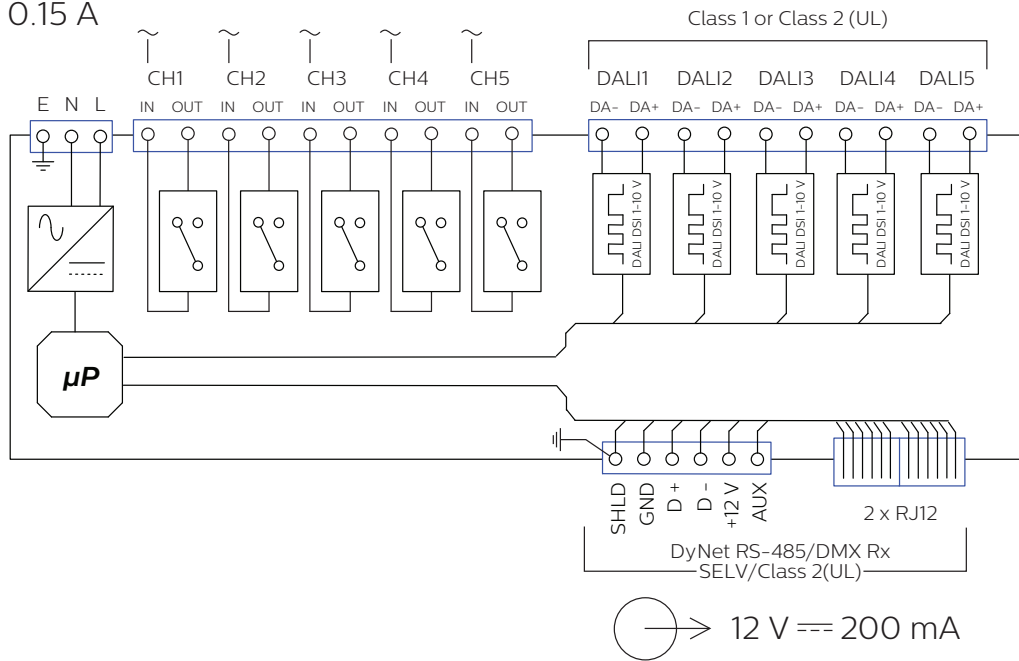 0.15 A
Class 1 or Class 2 (UL)
CH1 CH2 CH3 CH4 CH5
DALI1 DALI2 DALI3 DALI4 DALI5
E N L
IN OUT IN OUT IN OUT IN OUT IN OUT
DA- DA+ DA- DA+ DA- DA+ DA- DA+ DA- DA+
DALI DSI 1-10 V
DALI DSI 1-10 V
DALI DSI 1-10 V
DALI DSI 1-10 V
DALI DSI 1-10 V
µP
SHLD
GND
D +
D -
+12 V
AUX
2 x RJ12
DyNet RS-485/DMX Rx
SELV/Class 2(UL)
12 V ⎓ 200 mA